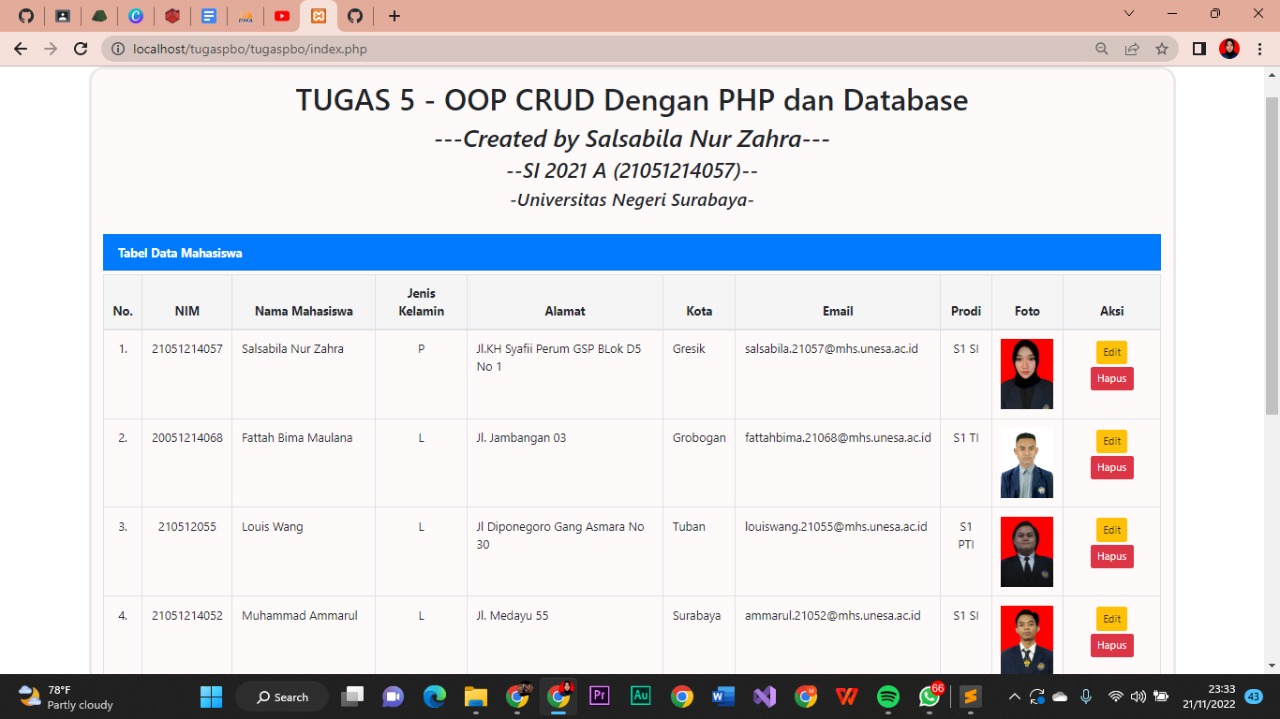 localhost/tugaspbo/tugaspbo/index.php
TUGAS 5 - OOP CRUD Dengan PHP dan Database
---Created by Salsabila Nur Zahra---
--SI 2021 A (21051214057)--
-Universitas Negeri Surabaya-
Tabel Data Mahasiswa
No. NIM Nama Mahasiswa Jenis Kelamin Alamat Kota Email Prodi Foto Aksi
1. 21051214057 Salsabila Nur Zahra P Jl.KH Syafii Perum GSP BLok D5 No 1 Gresik salsabila.21057@mhs.unesa.ac.id S1 SI Edit
Hapus
2. 20051214068 Fattah Bima Maulana L Jl. Jambangan 03 Grobogan fattahbima.21068@mhs.unesa.ac.id S1 TI Edit
Hapus
3. 210512055 Louis Wang L Jl Diponegoro Gang Asmara No 30 Tuban louiswang.21055@mhs.unesa.ac.id S1 PTI Edit
Hapus
4. 21051214052 Muhammad Ammarul L Jl. Medayu 55 Surabaya ammarul.21052@mhs.unesa.ac.id S1 SI Edit
Hapus
78°F
Partly cloudy
Search
Pr
Au
66
23:33
21/11/2022
43